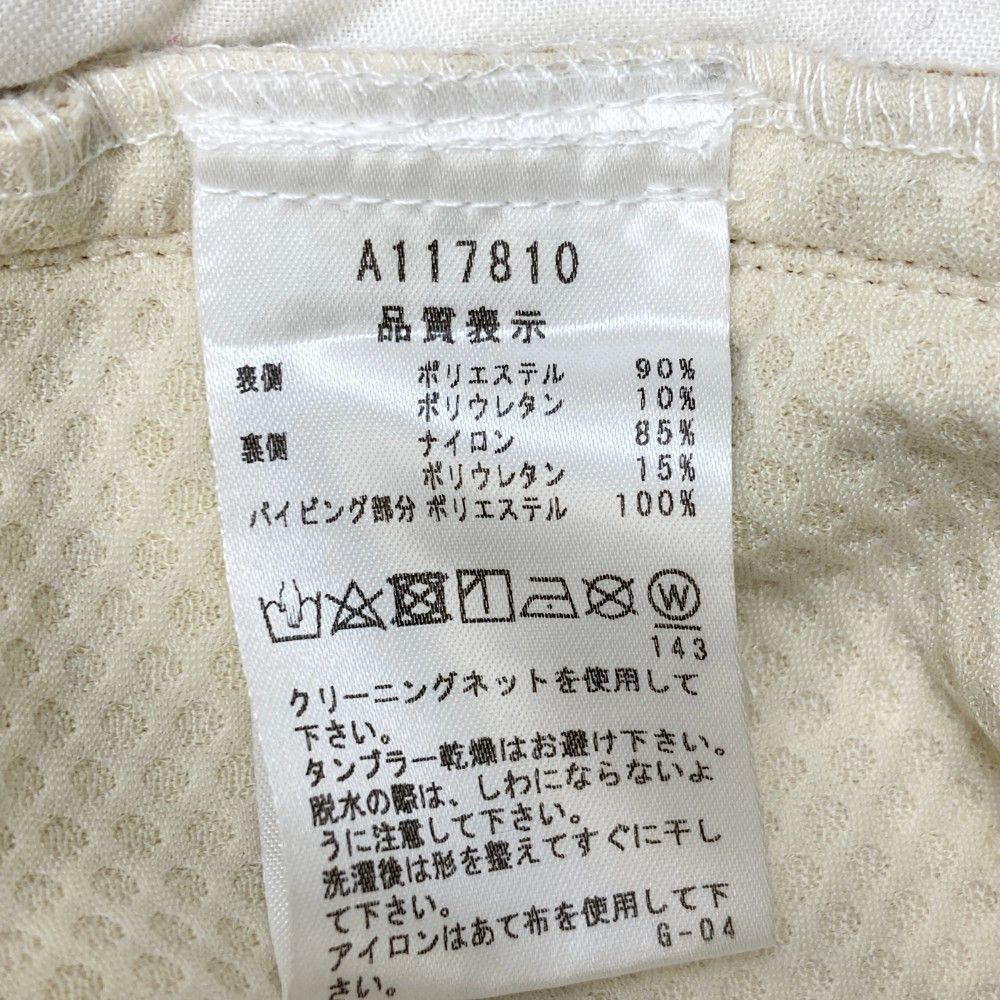 A117810
品質表示
表側 ポリエステル 90%
ポリウレタン 10%
裏側 ナイロン 85%
ポリウレタン 15%
パイピング部分 ポリエステル 100%
W
143
クリーニングネットを使用して
下さい。
タンブラー乾燥はお避け下さい。
脱水の際は、しわにならないよ
うに注意して下さい。
洗濯後は形を整えてすぐに干し
て下さい。
アイロンはあて布を使用して下
さい。
G-04